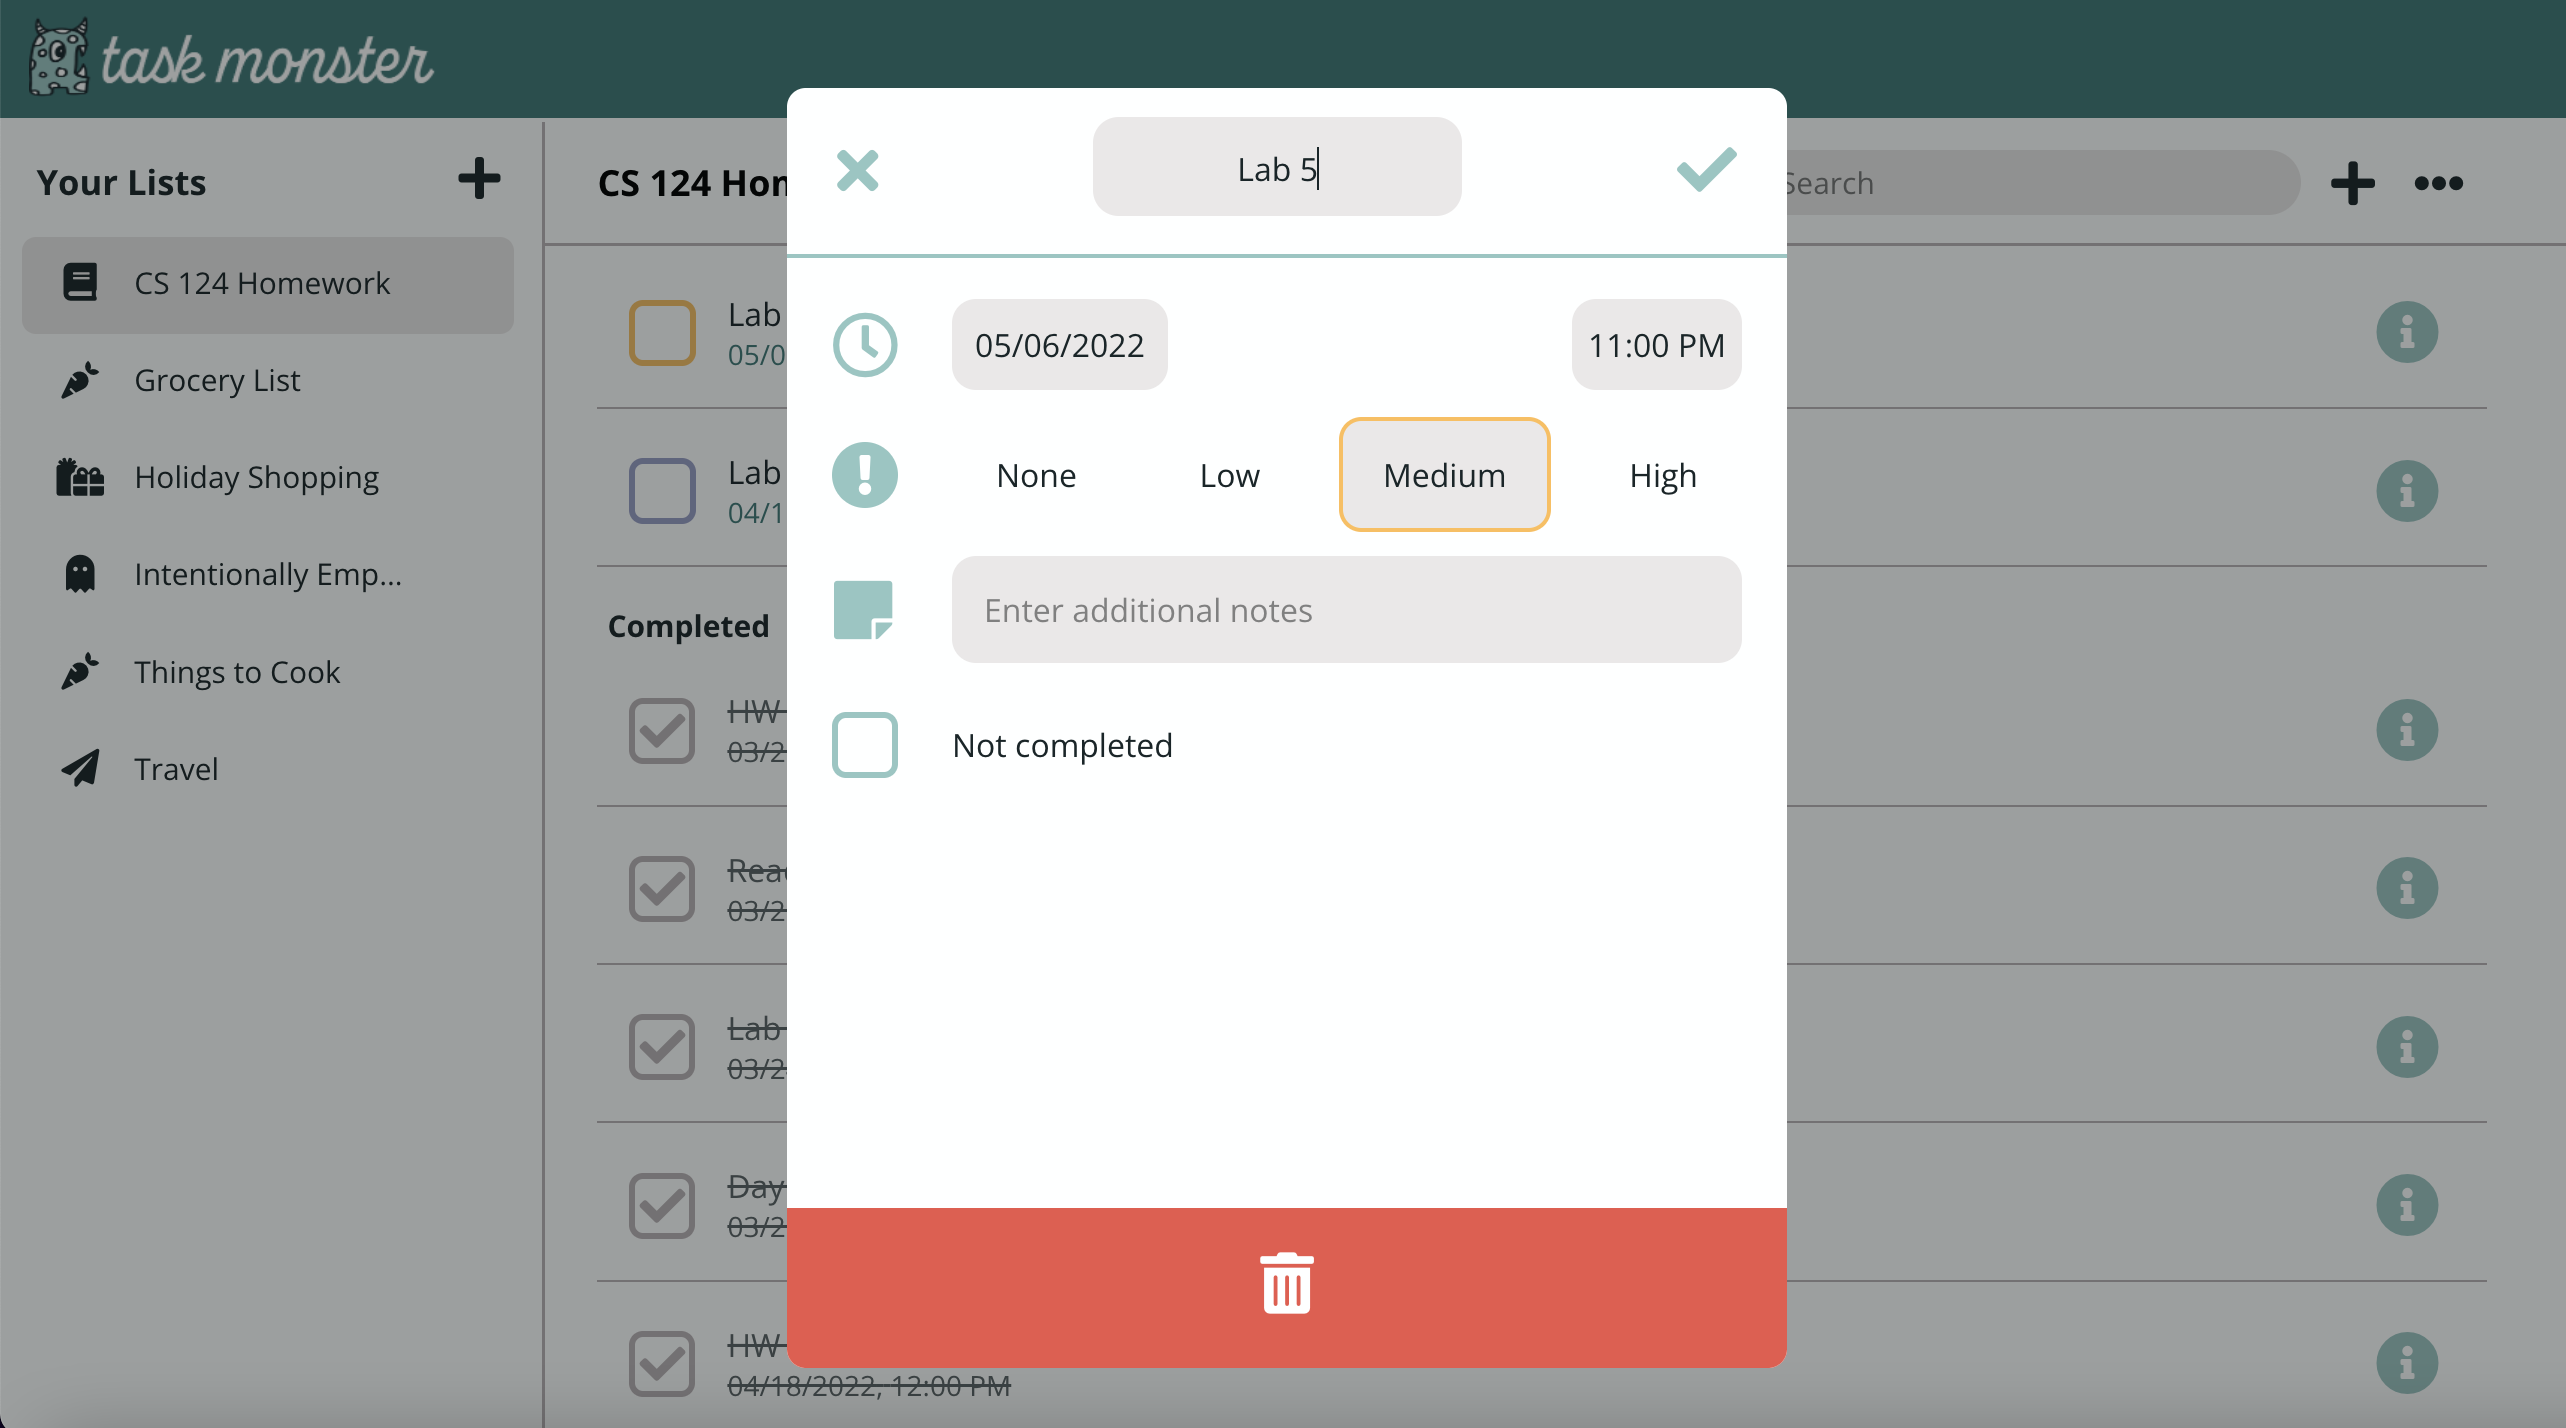 task monster
Your Lists
CS 124 Homework
Grocery List
Holiday Shopping
Intentionally Emp...
Things to Cook
Travel
CS 124
Search
Lab
05/0
Lab
04/1
Completed
HW
03/2
03/2
Lab
03/2
Day
03/2
HW
04/18/2022, 12:00 PM
Lab 5
05/06/2022
11:00 PM
None Low Medium High
Enter additional notes
Not completed